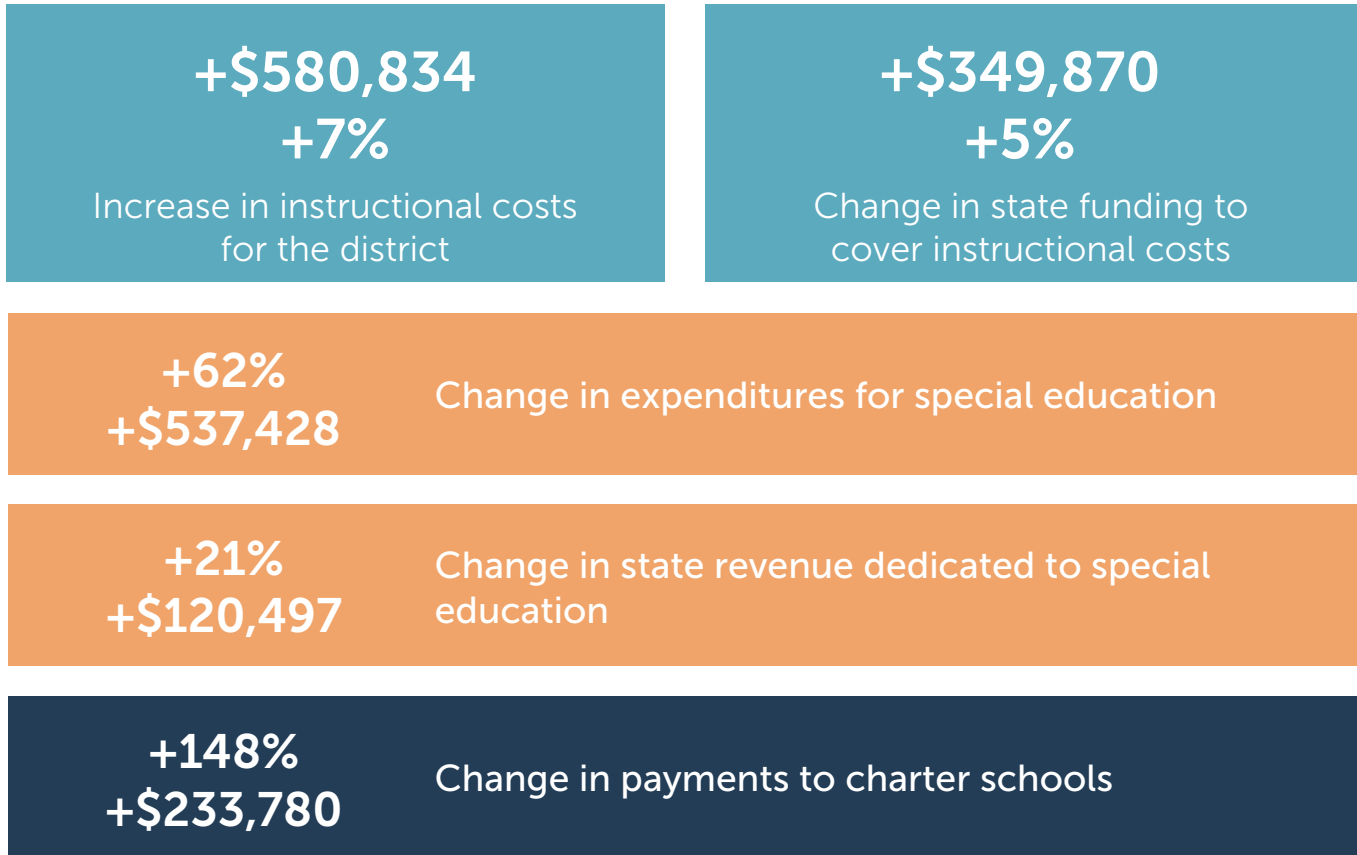 +$580,834
+7%
Increase in instructional costs
for the district
+$349,870
+5%
Change in state funding to
cover instructional costs
+62%
+$537,428
Change in expenditures for special education
+21%
+$120,497
Change in state revenue dedicated to special
education
+148%
+$233,780
Change in payments to charter schools